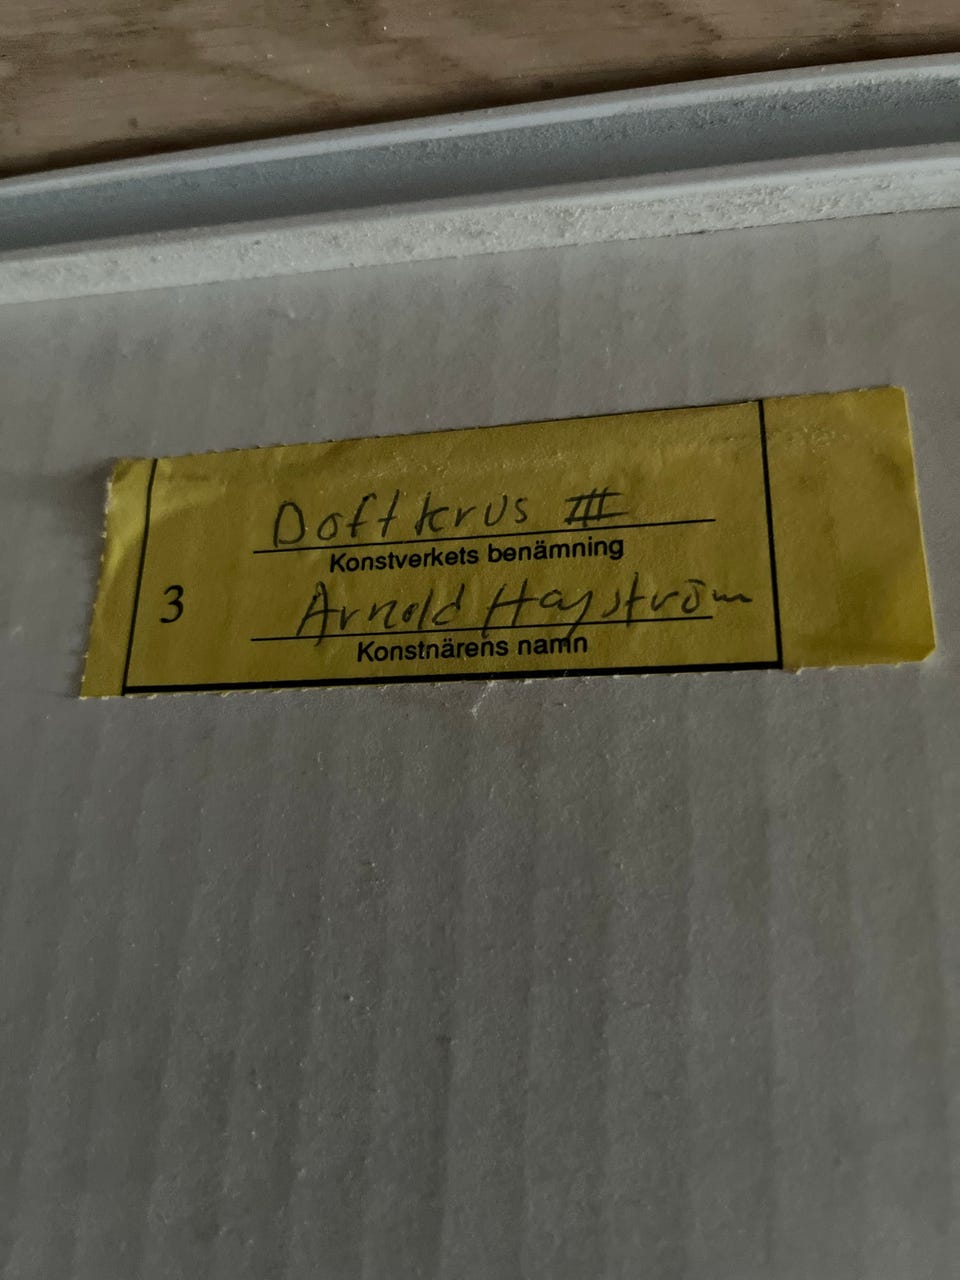 Doftkrus III
Konstverkets benämning
3
Arnold Hagström
Konstnärens namn